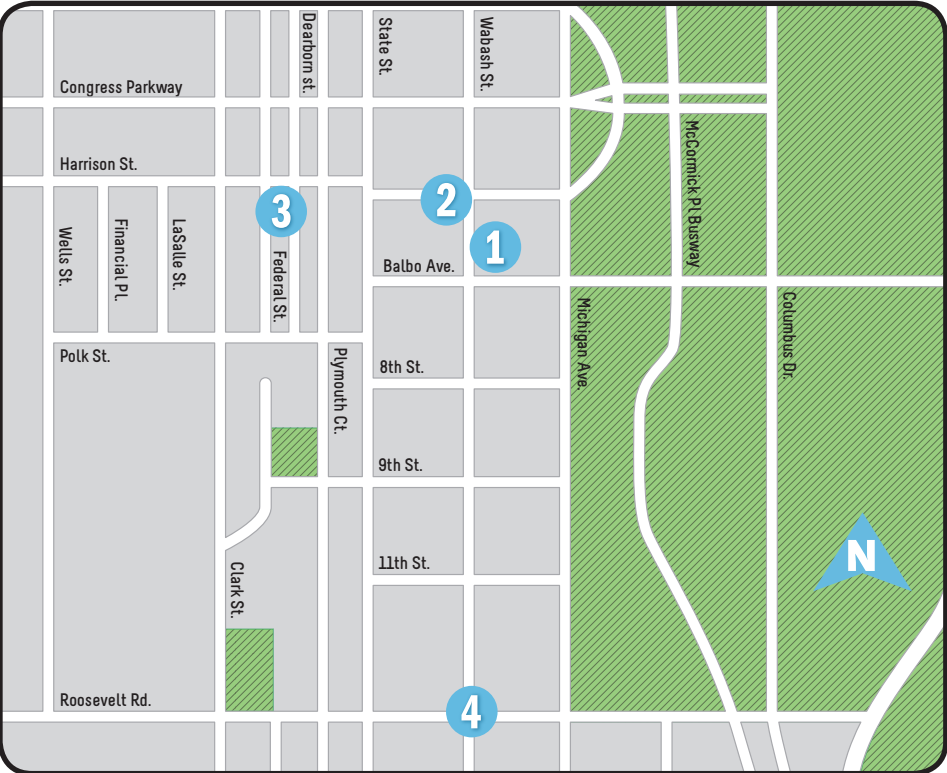 Dearborn st.
State St.
Wabash St.
Congress Parkway
McCormick Pl Busway
Harrison St.
2
3
1
Wells St.
Financial Pl.
LaSalle St.
Federal St.
Balbo Ave.
Michigan Ave.
Columbus Dr.
Polk St.
Plymouth Ct.
8th St.
9th St.
N
11th St.
Clark St.
Roosevelt Rd.
4